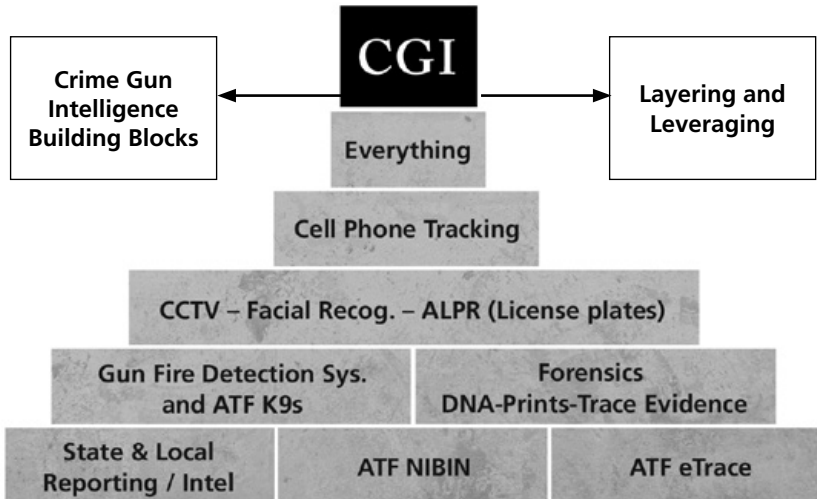 CGI
Crime Gun
Intelligence
Building Blocks
Layering and
Leveraging
Everything
Cell Phone Tracking
CCTV – Facial Recog. – ALPR (License plates)
Gun Fire Detection Sys.
and ATF K9s
Forensics
DNA-Prints-Trace Evidence
State & Local
Reporting / Intel
ATF NIBIN
ATF eTrace